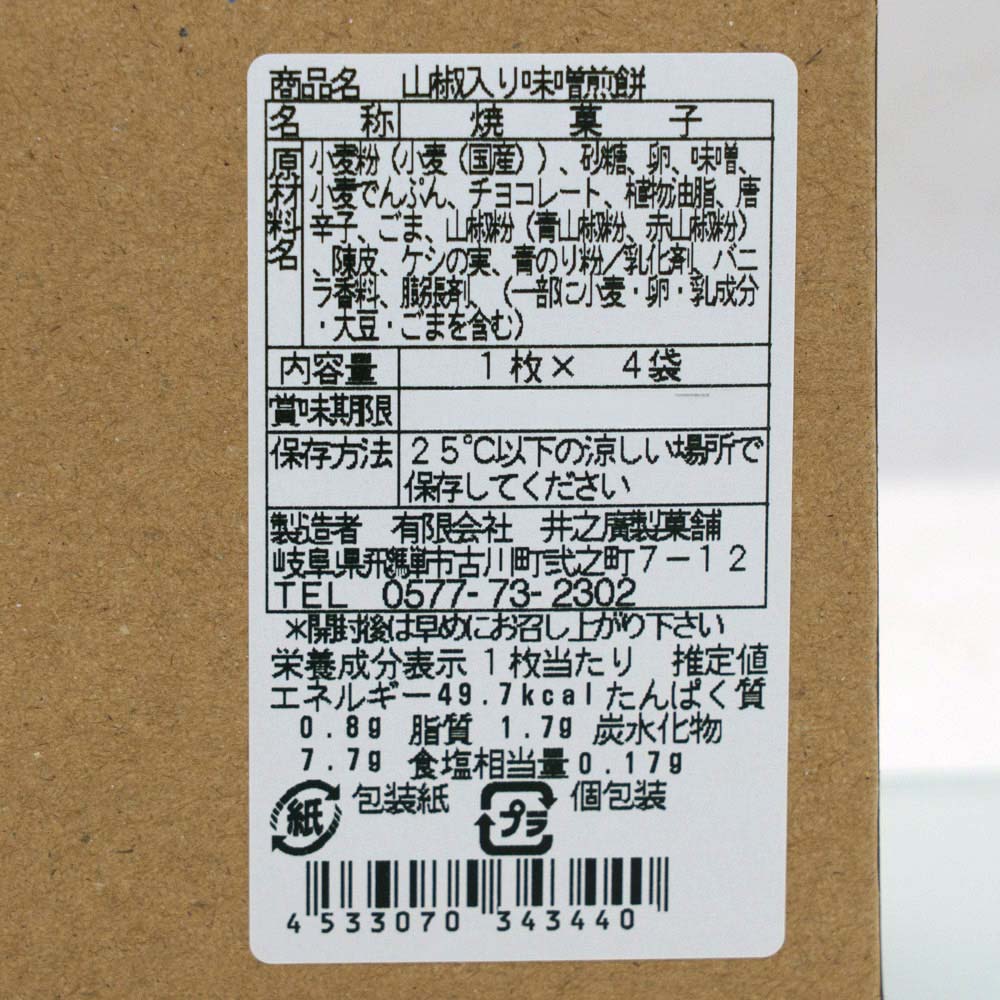 商品名 山椒入り味噌煎餅
名称 焼菓子
原材料名 小麦粉（小麦（国産））、砂糖、卵、味噌、
小麦でんぷん、チョコレート、植物油脂、唐
辛子、ごま、山椒粉（青山椒粉、赤山椒粉）
、陳皮、ケシの実、青のり粉／乳化剤、バニ
ラ香料、膨張剤、（一部に小麦・卵・乳成分
・大豆・ごまを含む）
内容量 1枚× 4袋
賞味期限
保存方法 25℃以下の涼しい場所で
保存してください
製造者 有限会社 井之廣製菓舗
岐阜県飛騨市古川町弐之町7－12
TEL 0577-73-2302
＊開封後は早めにお召し上がり下さい
栄養成分表示1枚当たり 推定値
エネルギー49.7kcalたんぱく質
0.8g 脂質 1.7g 炭水化物
7.7g 食塩相当量0.17g
紙 包装紙 プラ 個包装
4 533070 343440